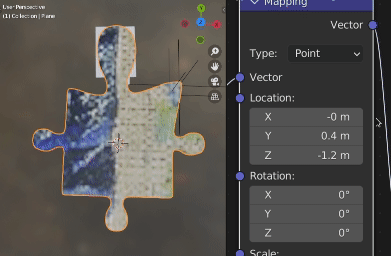 User Perspective
(1) Collection | Plane
Mapping
Vector
Type: Point
Vector
Location:
X -0 m
Y 0.4 m
Z -1.2 m
Rotation:
X 0°
Y 0°
Z 0°
Scale: